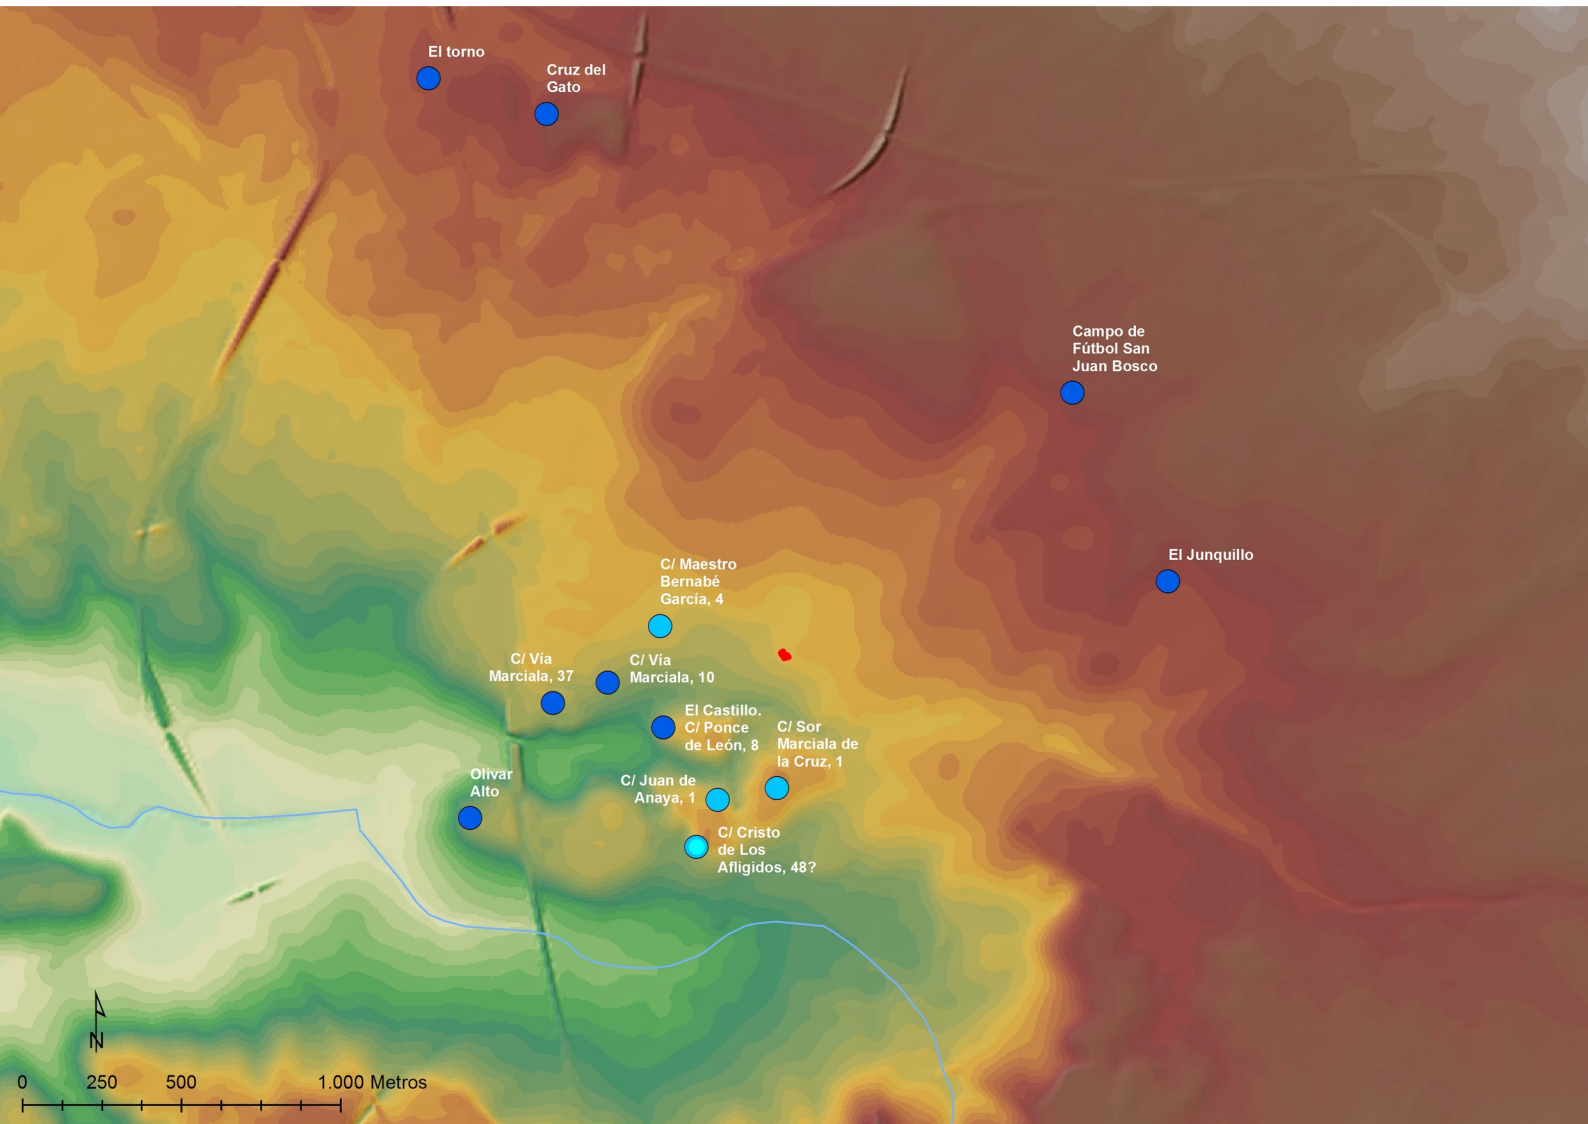 El torno
Cruz del
Gato
Campo de
Fútbol San
Juan Bosco
El Junquillo
C/ Maestro
Bernabé
García, 4
C/ Vía
Marciala, 37
C/ Vía
Marciala, 10
El Castillo.
C/ Ponce
de León, 8
C/ Sor
Marciala de
la Cruz, 1
Olivar
Alto
C/ Juan de
Anaya, 1
C/ Cristo
de Los
Afligidos, 48?
N
0 250 500 1.000 Metros